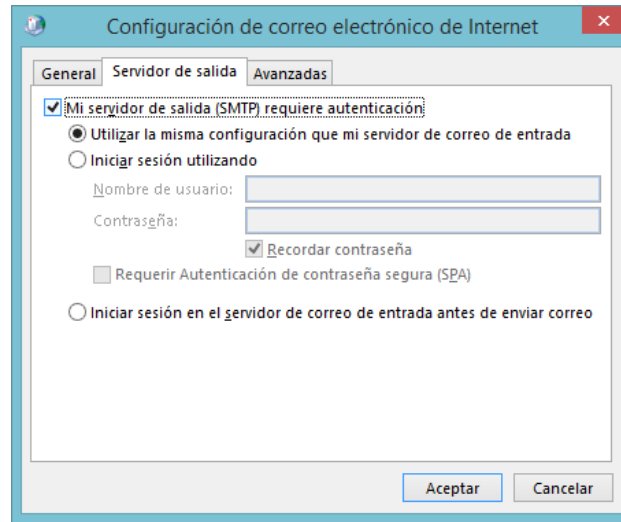 Configuración de correo electrónico de Internet
General Servidor de salida Avanzadas
Mi servidor de salida (SMTP) requiere autenticación
Utilizar la misma configuración que mi servidor de correo de entrada
Iniciar sesión utilizando
Nombre de usuario:
Contraseña:
Recordar contraseña
Requerir Autenticación de contraseña segura (SPA)
Iniciar sesión en el servidor de correo de entrada antes de enviar correo
Aceptar Cancelar